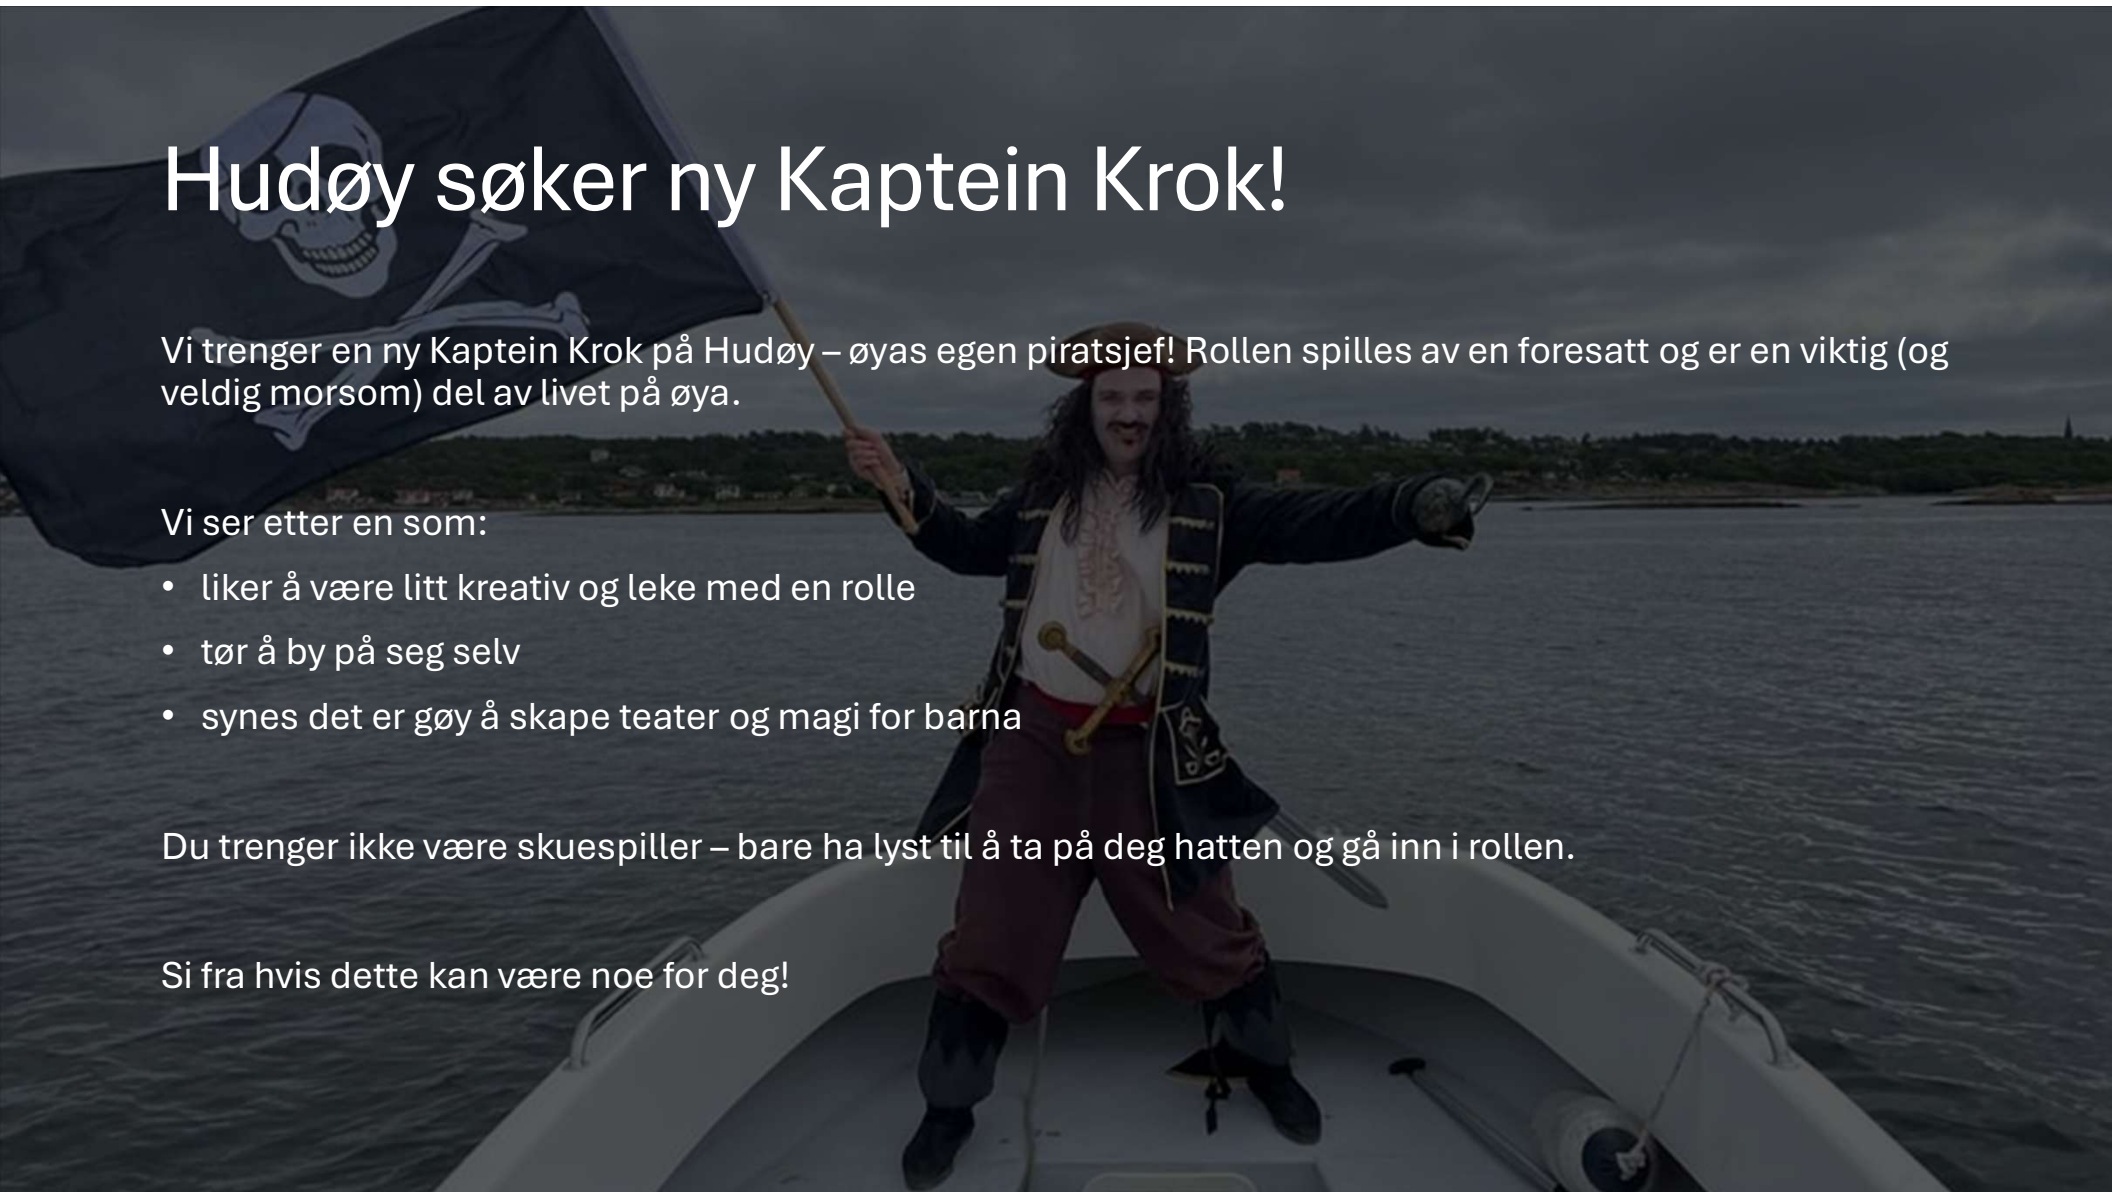 Hudøy søker ny Kaptein Krok!
Vi trenger en ny Kaptein Krok på Hudøy – øyas egen piratsjef! Rollen spilles av en foresatt og er en viktig (og
veldig morsom) del av livet på øya.
Vi ser etter en som:
• liker å være litt kreativ og leke med en rolle
• tør å by på seg selv
• synes det er gøy å skape teater og magi for barna
Du trenger ikke være skuespiller – bare ha lyst til å ta på deg hatten og gå inn i rollen.
Si fra hvis dette kan være noe for deg!